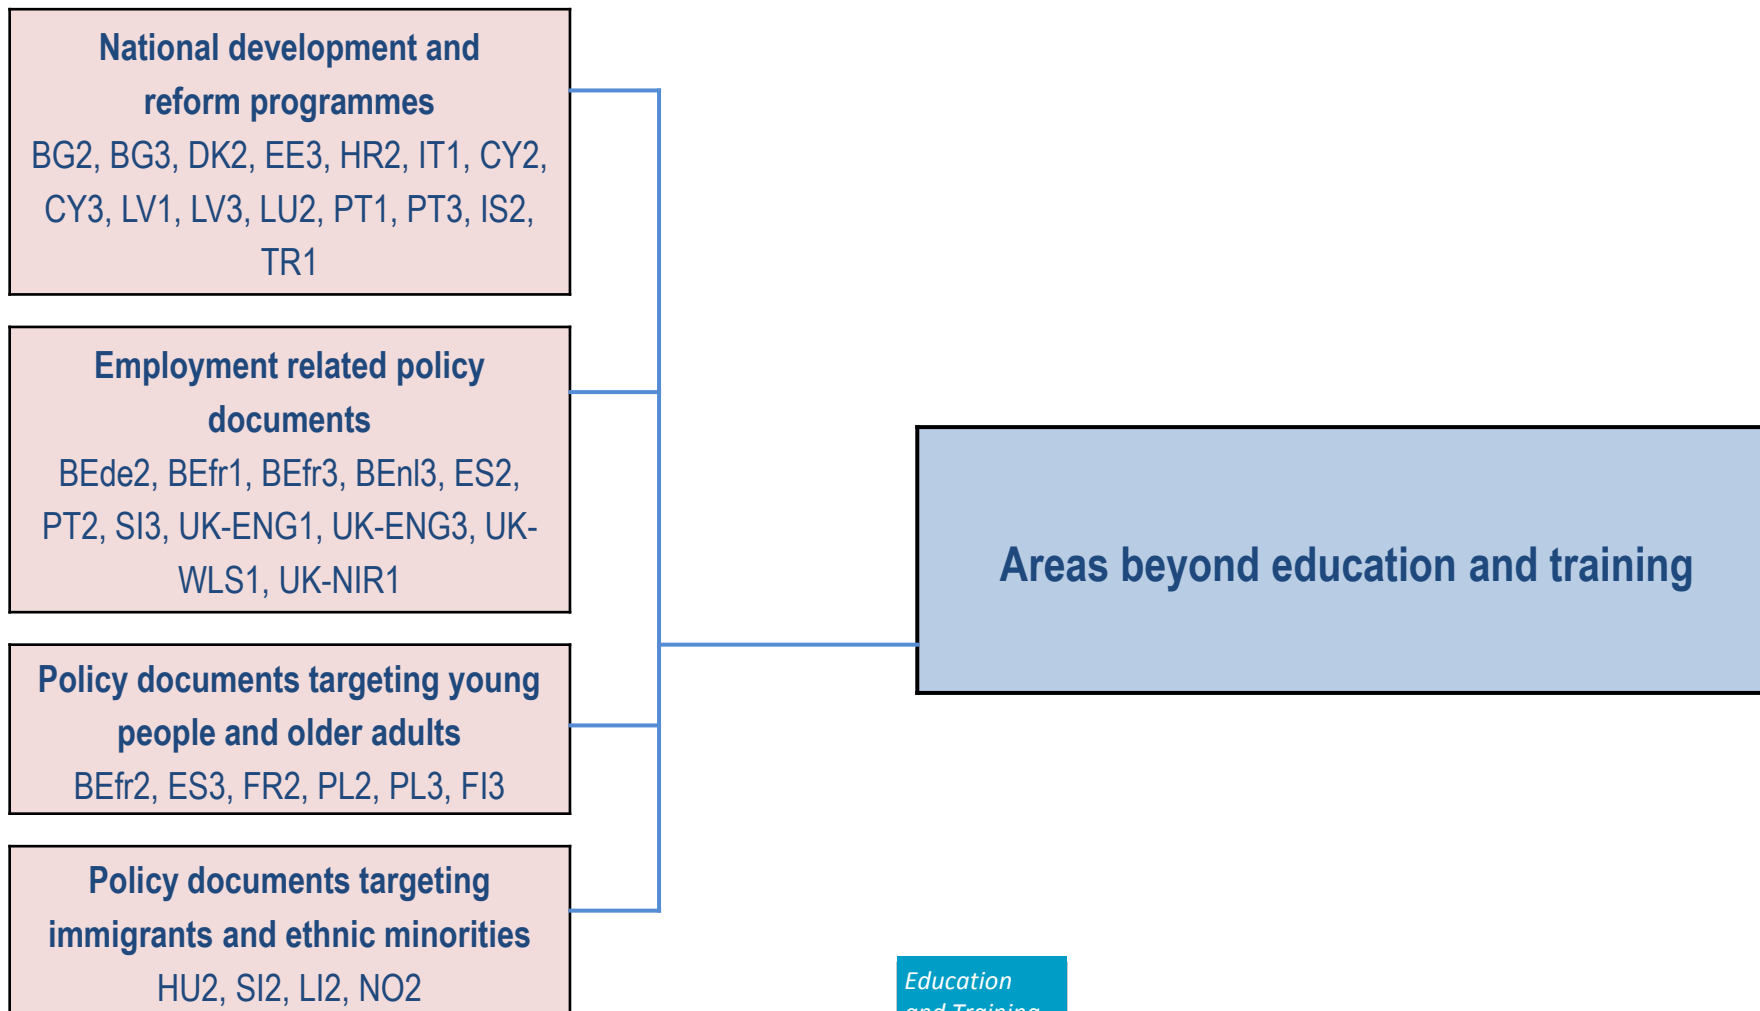 National development and
reform programmes
BG2, BG3, DK2, EE3, HR2, IT1, CY2,
CY3, LV1, LV3, LU2, PT1, PT3, IS2,
TR1
Employment related policy
documents
BEde2, BEfr1, BEfr3, BEnl3, ES2,
PT2, SI3, UK-ENG1, UK-ENG3, UK-
WLS1, UK-NIR1
Policy documents targeting young
people and older adults
BEfr2, ES3, FR2, PL2, PL3, FI3
Policy documents targeting
immigrants and ethnic minorities
HU2, SI2, LI2, NO2
Areas beyond education and training
Education
and Training